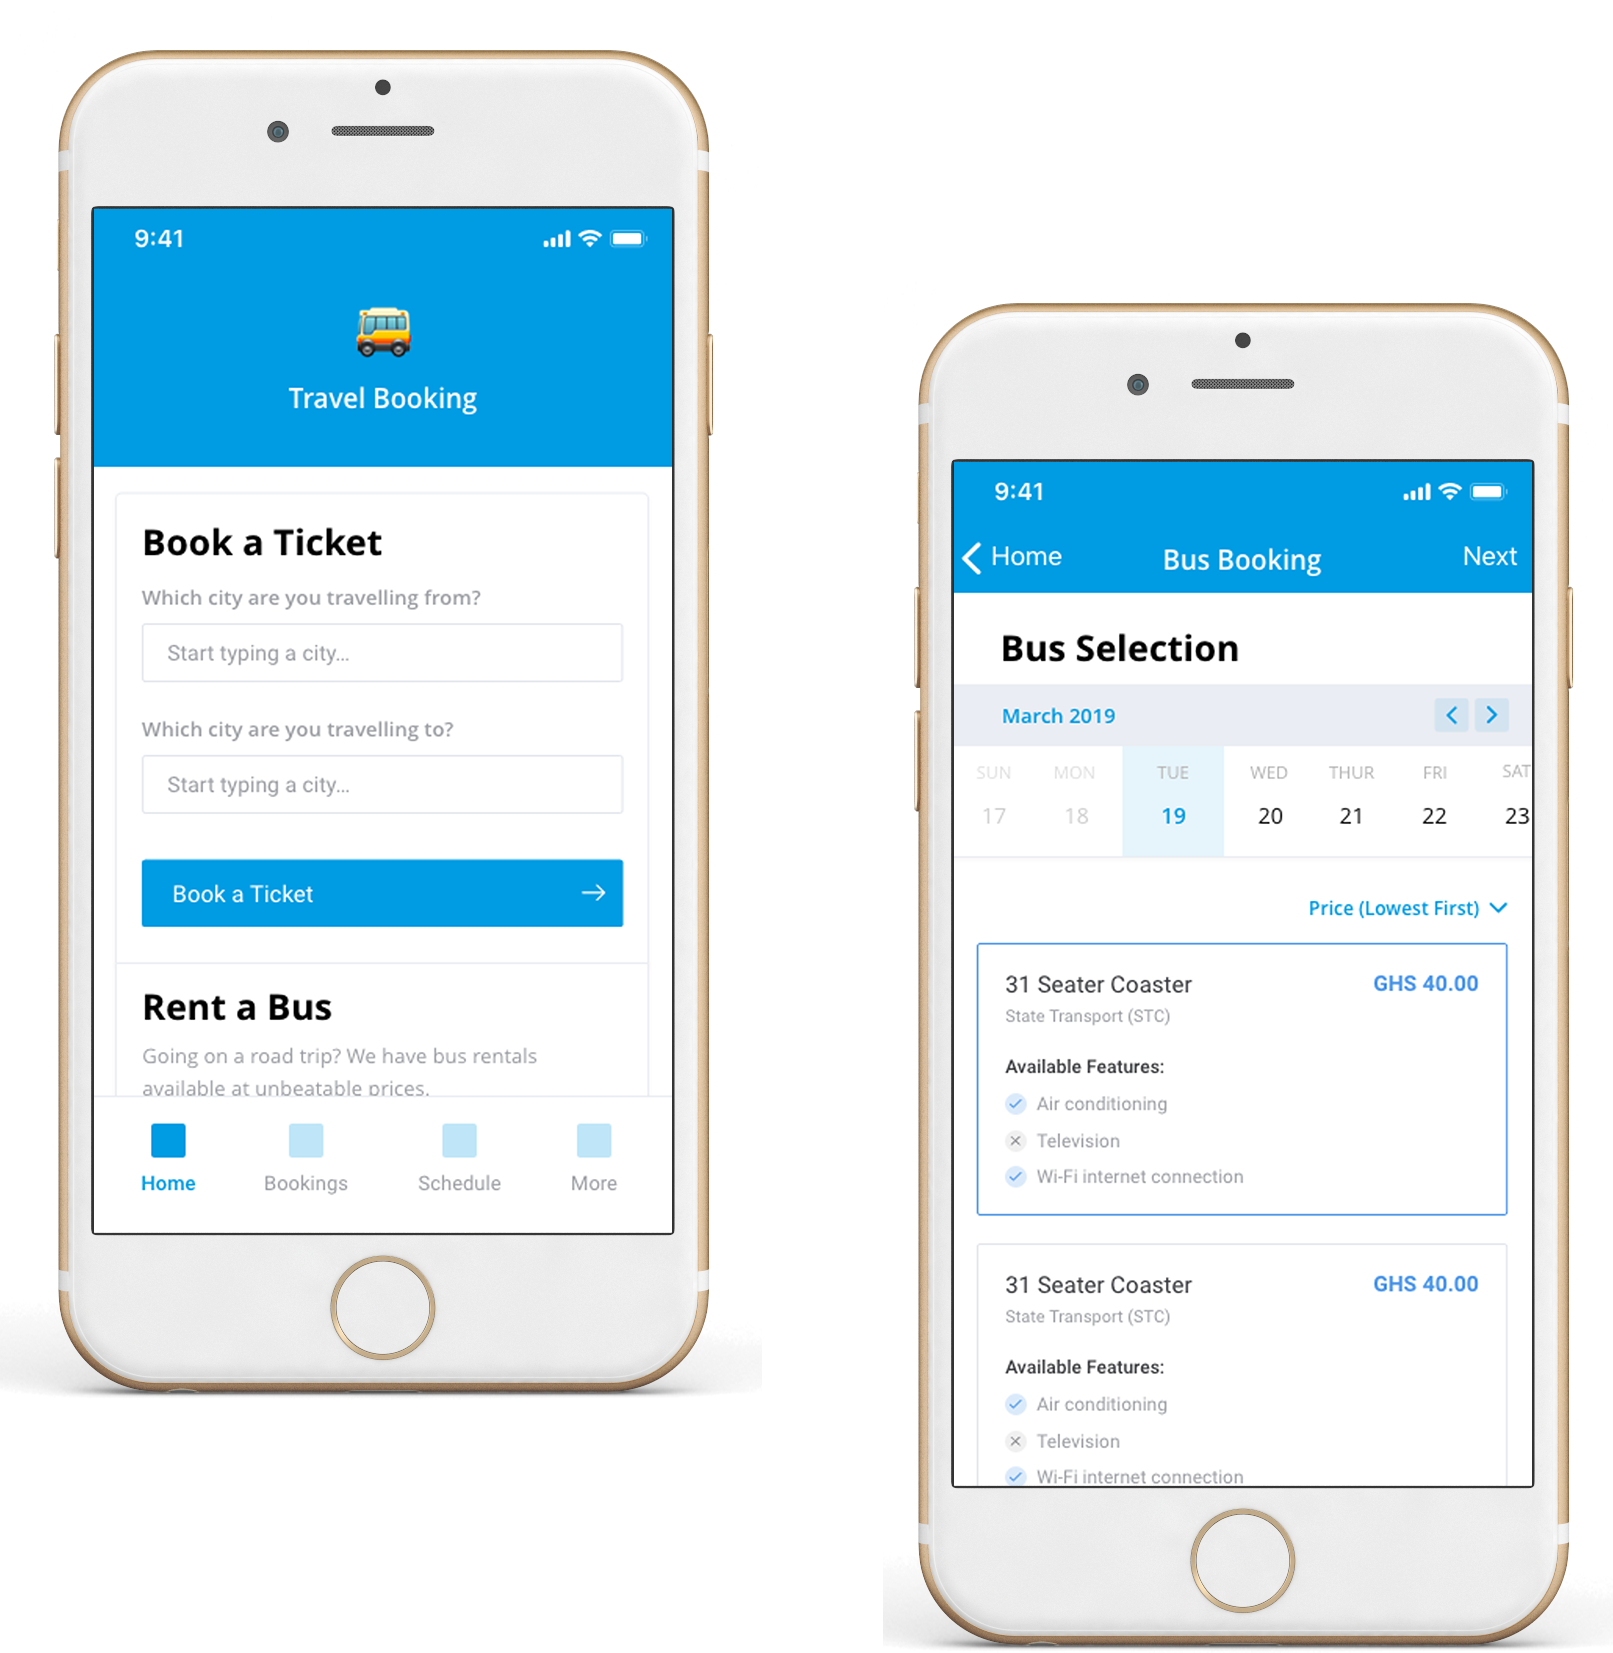 9:41
Travel Booking
Book a Ticket
Which city are you travelling from?
Start typing a city...
Which city are you travelling to?
Start typing a city...
Book a Ticket
Rent a Bus
Going on a road trip? We have bus rentals
available at unbeatable prices.
Home Bookings Schedule More
9:41
Home Bus Booking Next
Bus Selection
March 2019
SUN MON TUE WED THUR FRI SAT
17 18 19 20 21 22 23
Price (Lowest First)
31 Seater Coaster GHS 40.00
State Transport (STC)
Available Features:
Air conditioning
Television
Wi-Fi internet connection
31 Seater Coaster GHS 40.00
State Transport (STC)
Available Features:
Air conditioning
Television
Wi-Fi internet connection